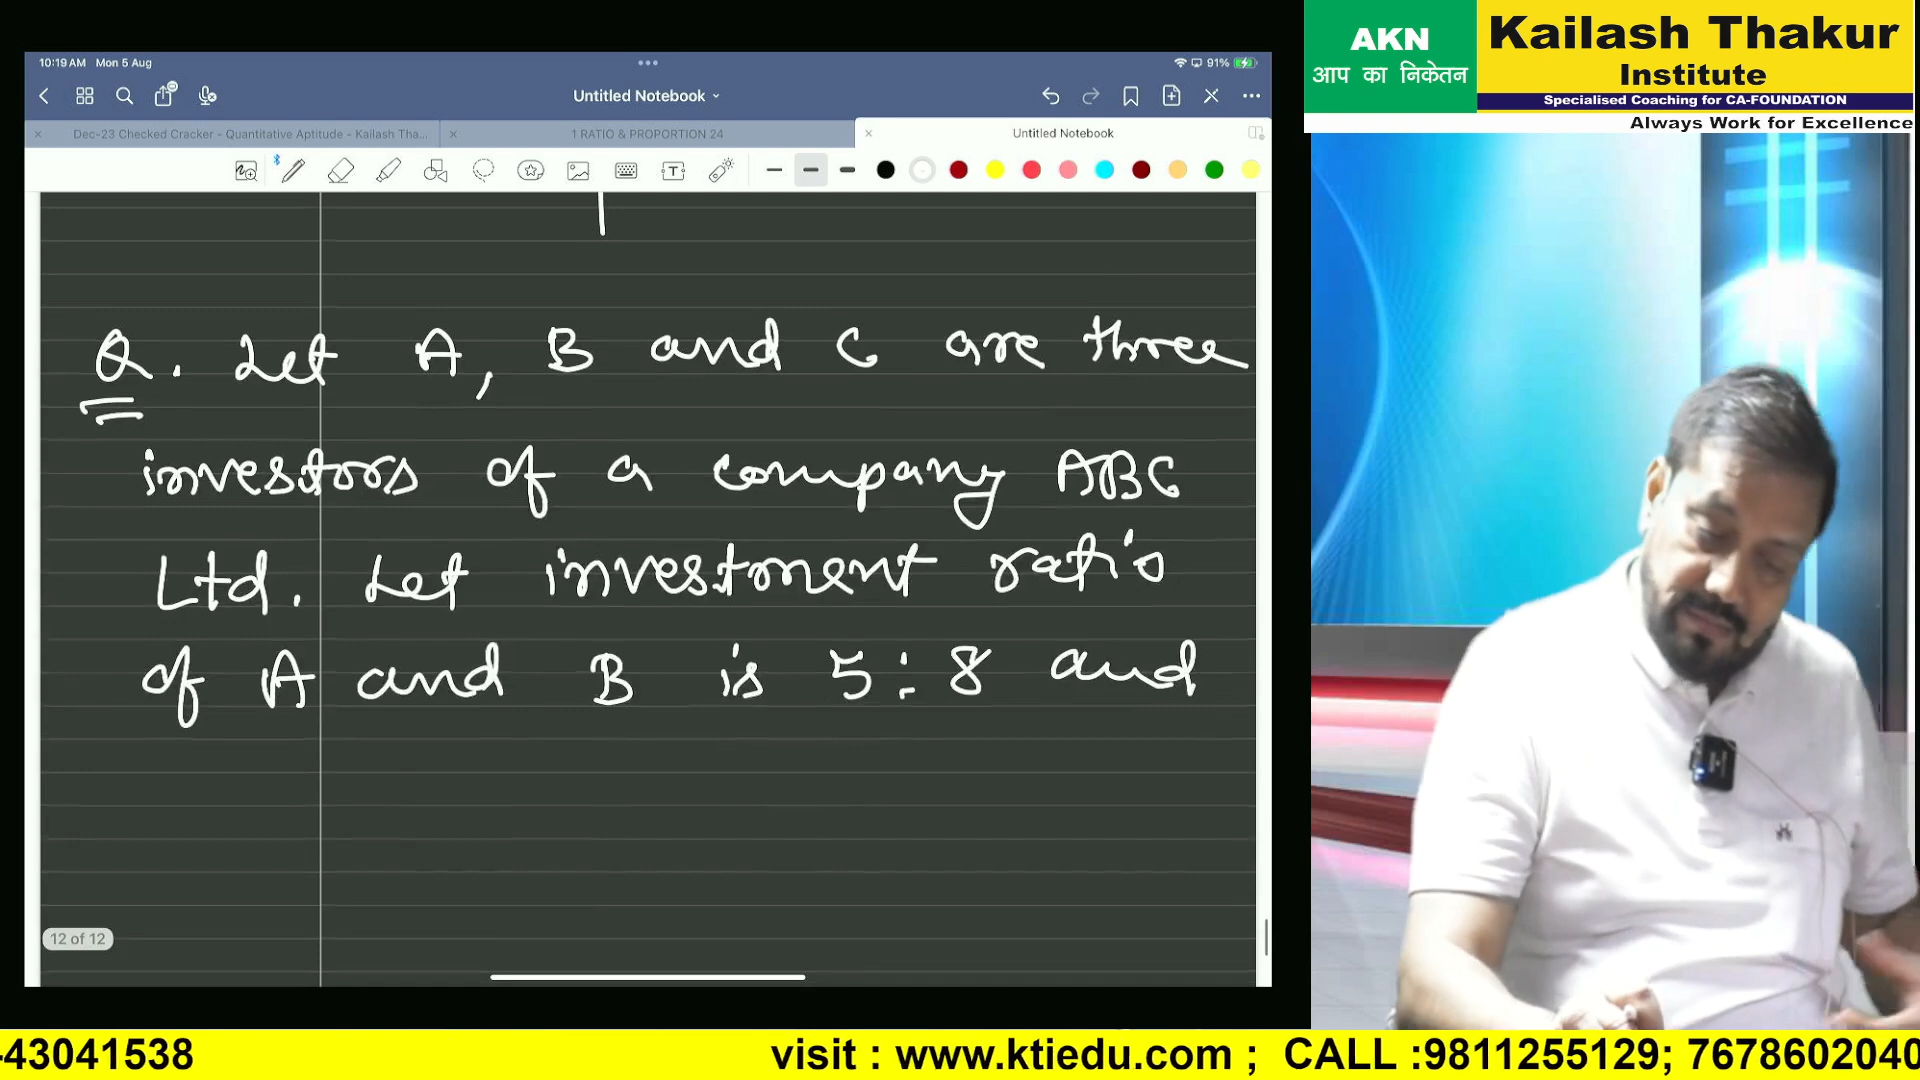 10:19 AM Mon 5 Aug
91%
Untitled Notebook
Dec-23 Checked Cracker - Quantitative Aptitude - Kailash Tha...
1 RATIO & PROPORTION 24
Untitled Notebook
Q. Let A, B and C are three
investors of a company ABC
Ltd. Let investment ratio
of A and B is 5:8 and
12 of 12
AKN
आप का निकेतन
Kailash Thakur
Institute
Specialised Coaching for CA-FOUNDATION
Always Work for Excellence
-43041538 visit : www.ktiedu.com ; CALL :9811255129; 7678602040